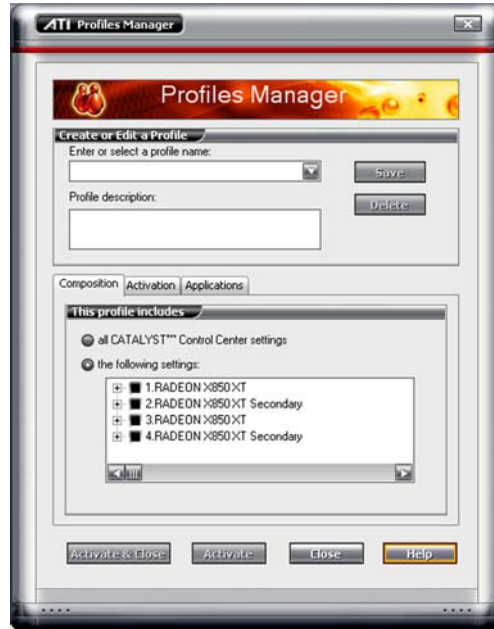 ATI Profiles Manager
Profiles Manager
Create or Edit a Profile
Enter or select a profile name:
Save
Profile description:
Delete
Composition Activation Applications
This profile includes
all CATALYST™ Control Center settings
the following settings:
1.RADEON X850 XT
2.RADEON X850 XT Secondary
3.RADEON X850 XT
4.RADEON X850 XT Secondary
Activate & Close Activate Close Help